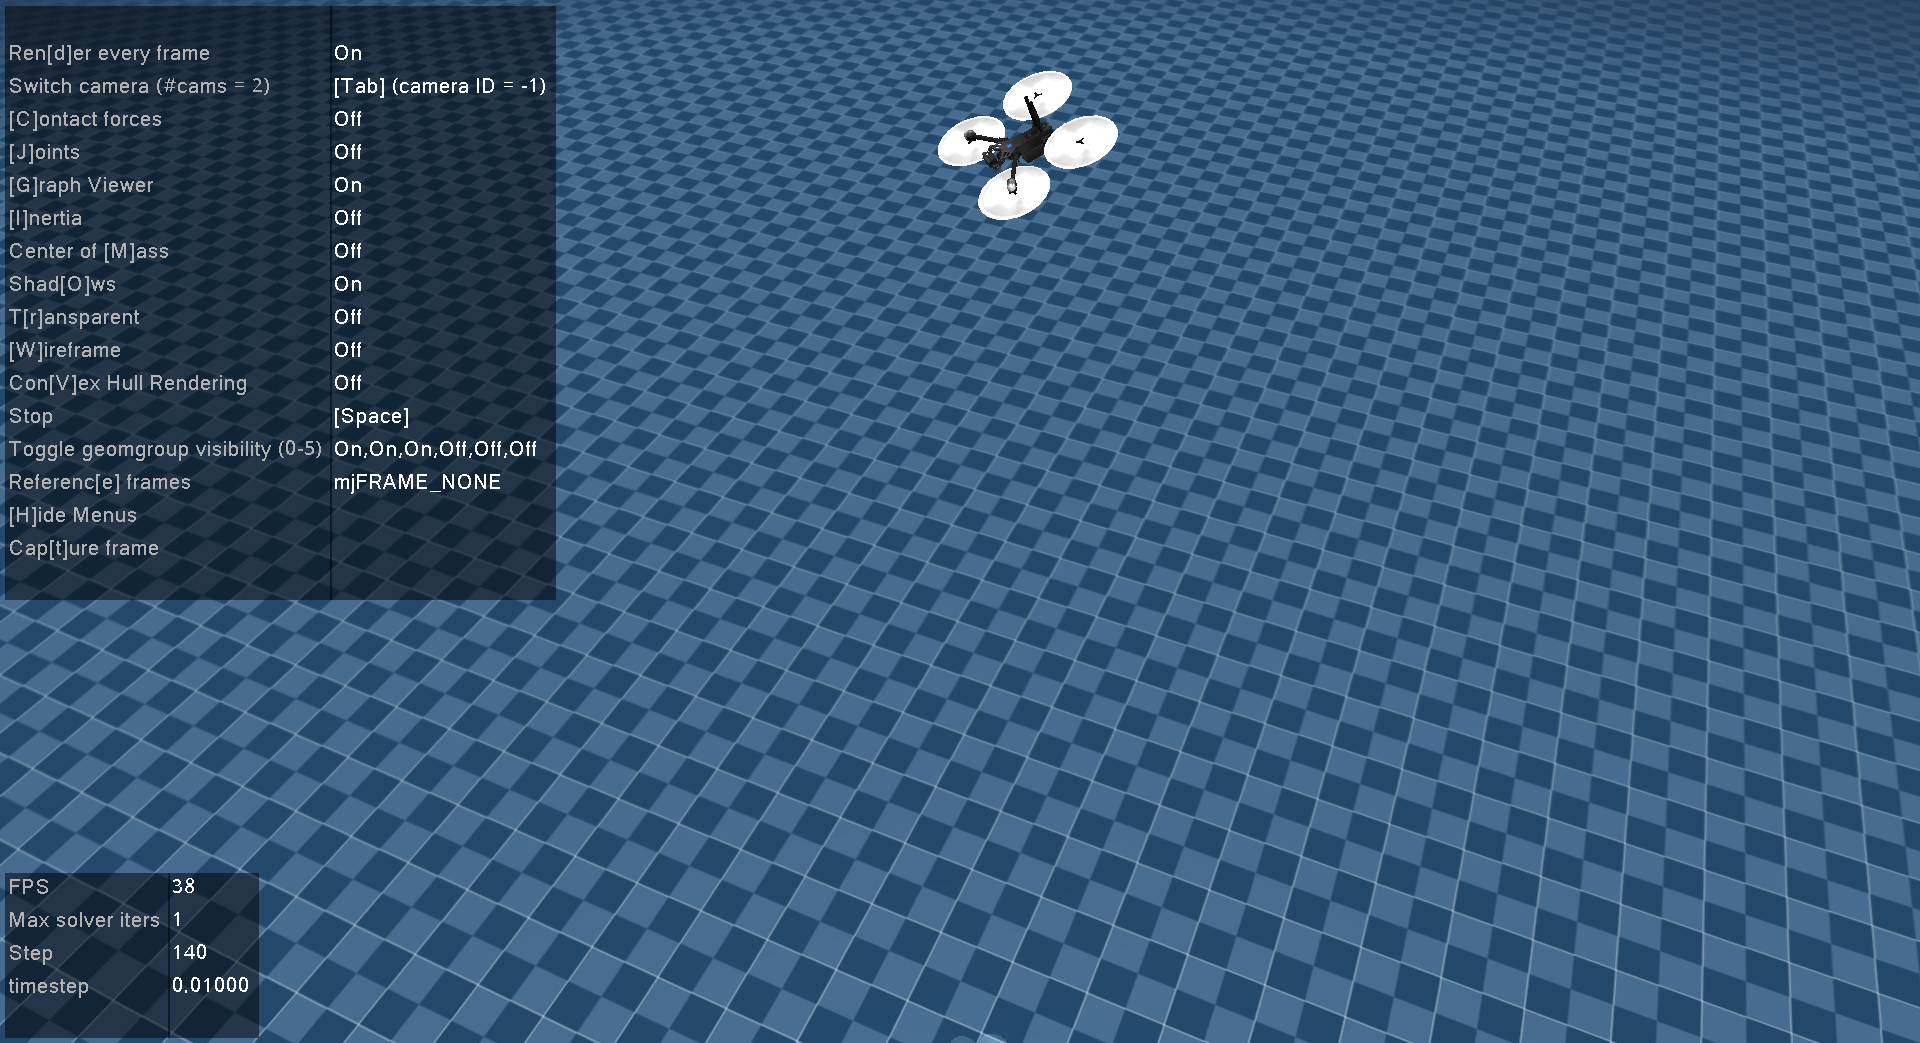 Ren[d]er every frame On
Switch camera (#cams = 2) [Tab] (camera ID = -1)
[C]ontact forces Off
[J]oints Off
[G]raph Viewer On
[I]nertia Off
Center of [M]ass Off
Shad[O]ws On
T[r]ansparent Off
[W]ireframe Off
Con[V]ex Hull Rendering Off
Stop [Space]
Toggle geomgroup visibility (0-5) On,On,On,Off,Off,Off
Referenc[e] frames mjFRAME_NONE
[H]ide Menus
Cap[t]ure frame
FPS 38
Max solver iters 1
Step 140
timestep 0.01000